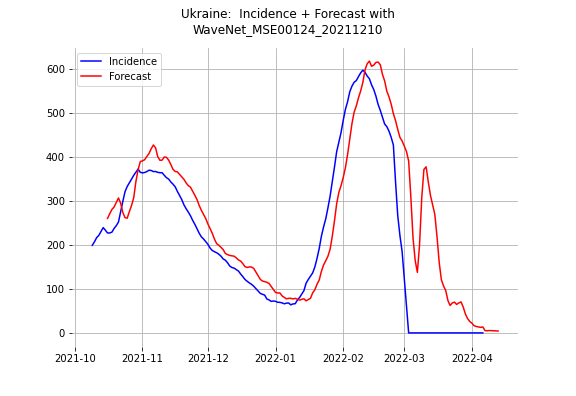 Ukraine:  Incidence + Forecast with
WaveNet_MSE00124_20211210
Incidence
Forecast
600
500
400
300
200
100
0
2021-10 2021-11 2021-12 2022-01 2022-02 2022-03 2022-04